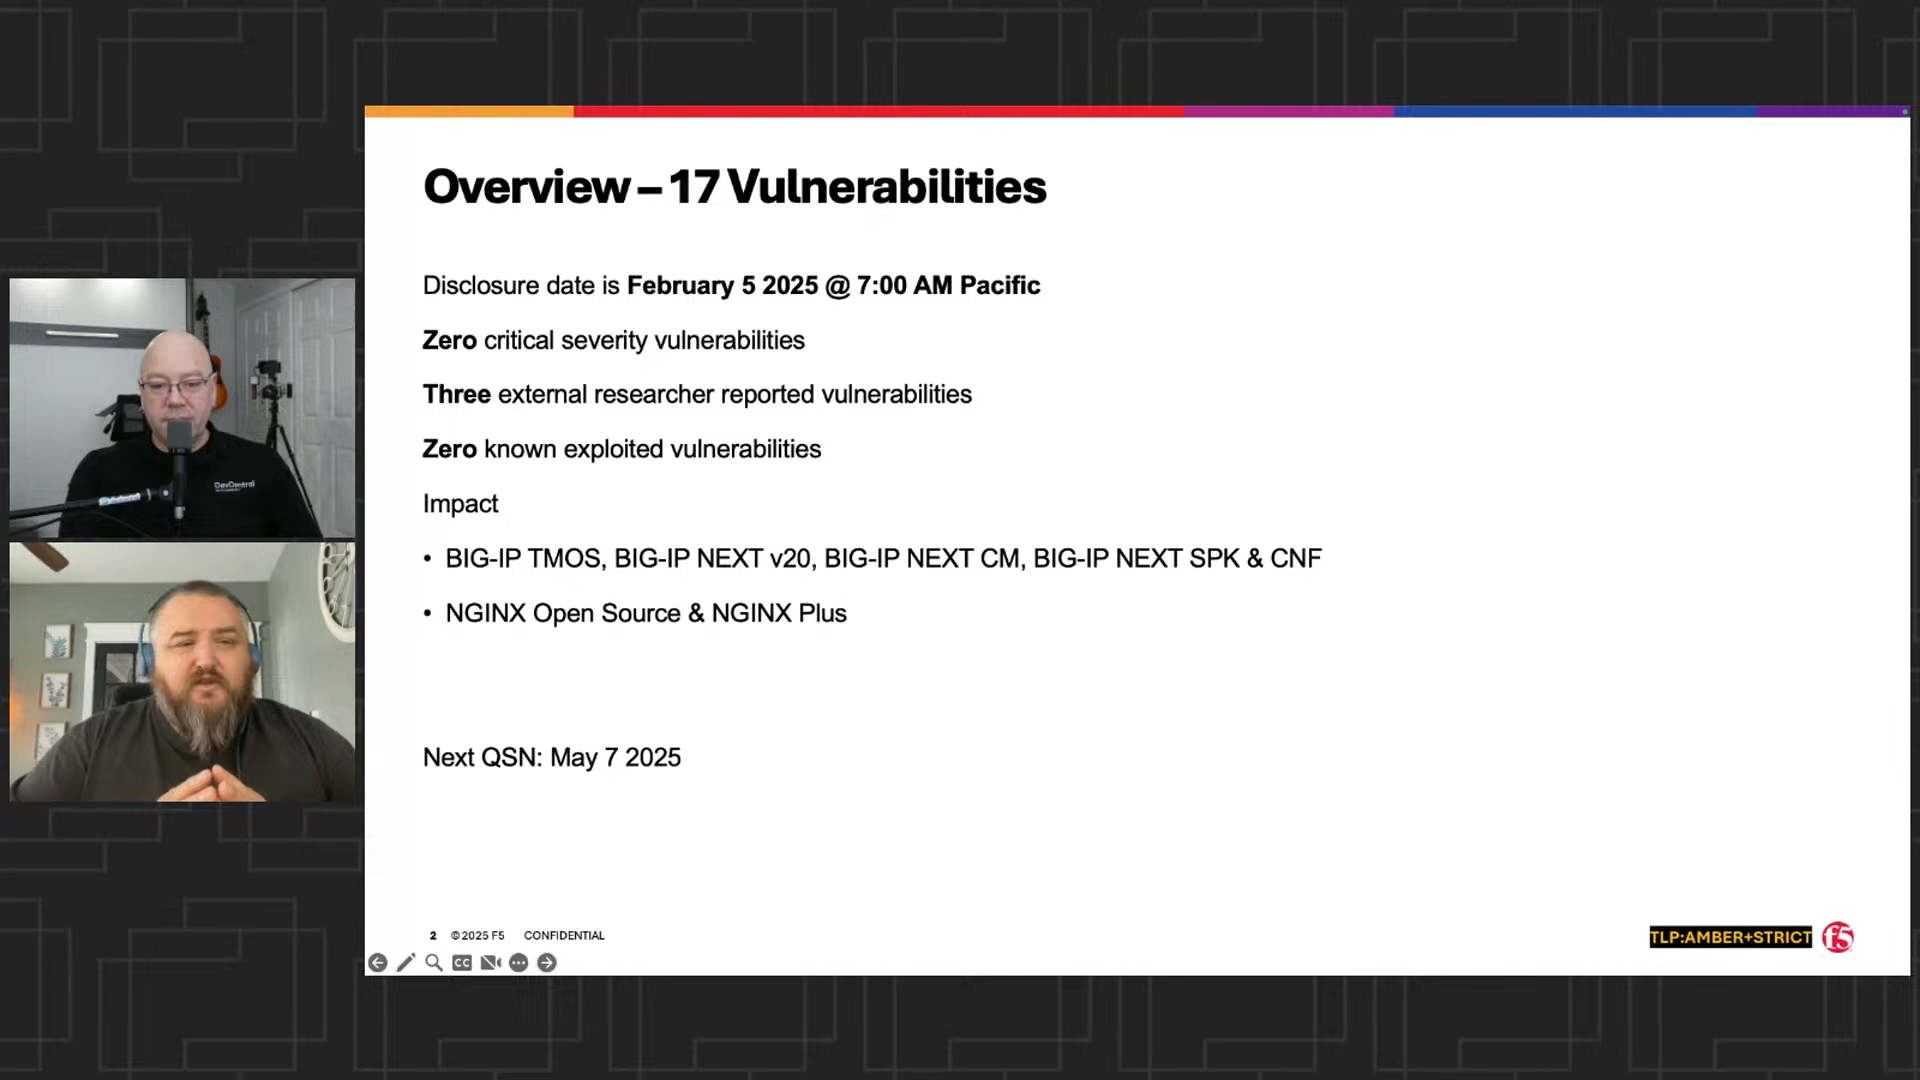 Overview – 17 Vulnerabilities
Disclosure date is February 5 2025 @ 7:00 AM Pacific
Zero critical severity vulnerabilities
Three external researcher reported vulnerabilities
Zero known exploited vulnerabilities
Impact
• BIG-IP TMOS, BIG-IP NEXT v20, BIG-IP NEXT CM, BIG-IP NEXT SPK & CNF
• NGINX Open Source & NGINX Plus
Next QSN: May 7 2025
2 © 2025 F5 CONFIDENTIAL
TLP:AMBER+STRICT f5
CC
DevCentral